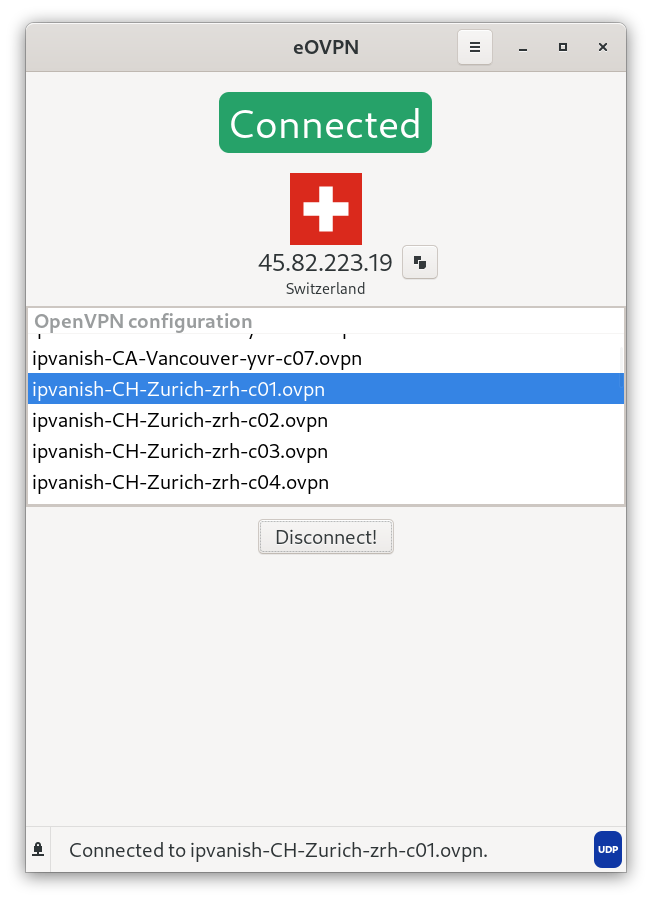 eOVPN
Connected
45.82.223.19
Switzerland
OpenVPN configuration
ipvanish-CA-Vancouver-yvr-c07.ovpn
ipvanish-CH-Zurich-zrh-c01.ovpn
ipvanish-CH-Zurich-zrh-c02.ovpn
ipvanish-CH-Zurich-zrh-c03.ovpn
ipvanish-CH-Zurich-zrh-c04.ovpn
Disconnect!
Connected to ipvanish-CH-Zurich-zrh-c01.ovpn.
UDP